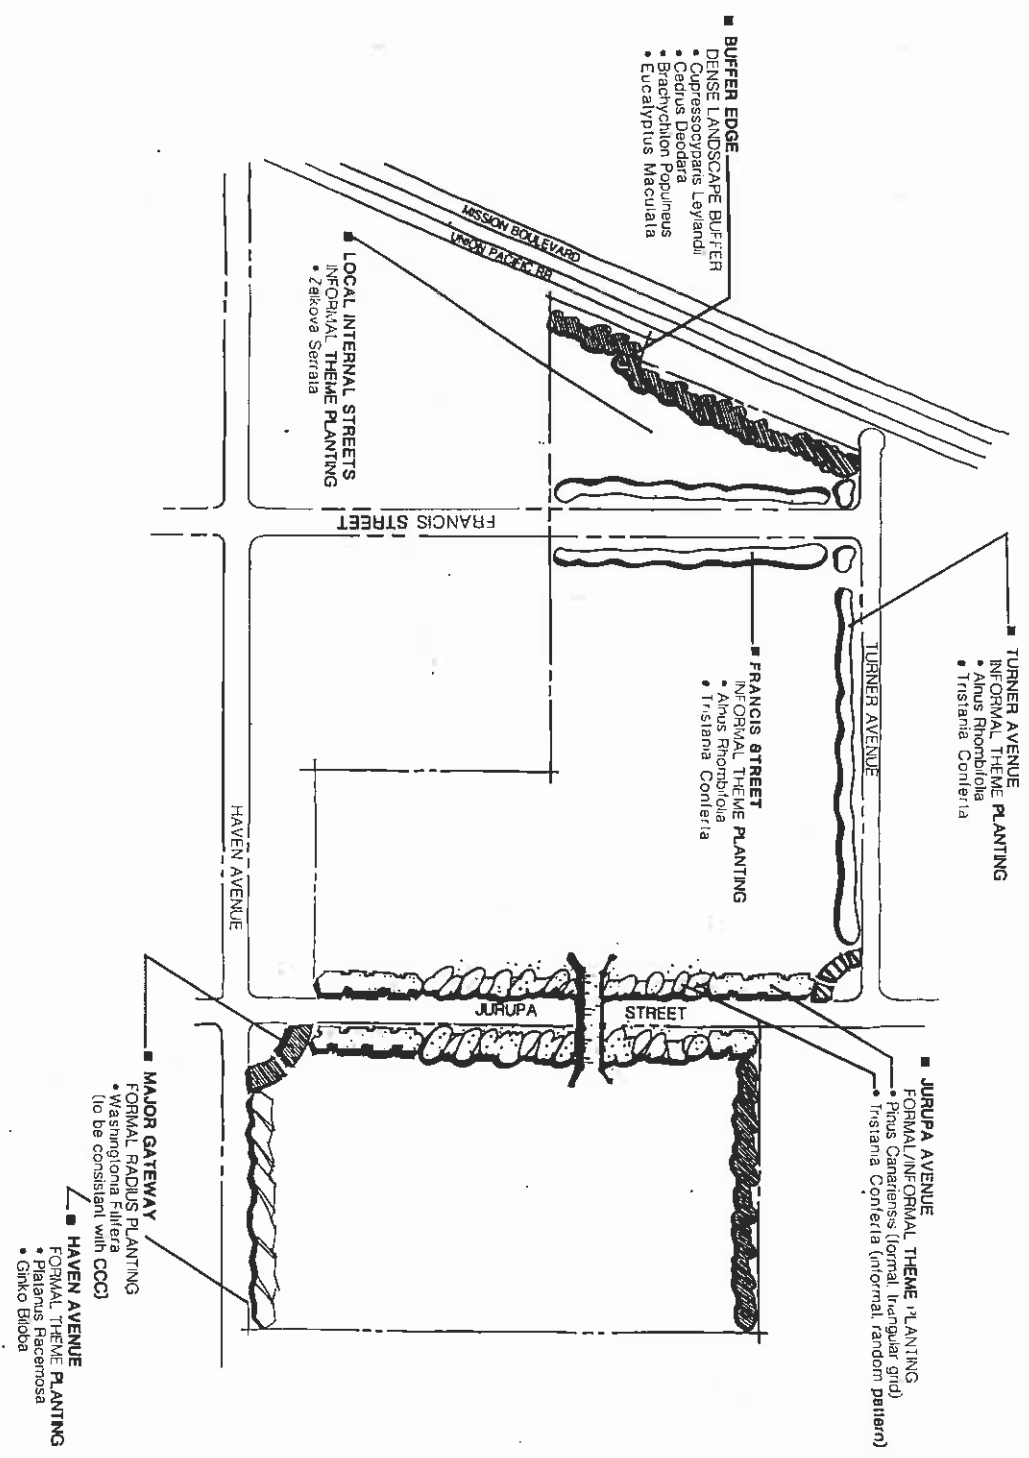 ■ BUFFER EDGE
DENSE LANDSCAPE BUFFER
• Cupressocyparis Leylandii
• Cedrus Deodara
• Brachychilon Populneus
• Eucalyptus Maculata
MISSION BOULEVARD
UNION PACIFIC RR
■ LOCAL INTERNAL STREETS
INFORMAL THEME PLANTING
• Zelkova Serrata
FRANCIS STREET
■ TURNER AVENUE
INFORMAL THEME PLANTING
• Alnus Rhombifolia
• Tristania Conferta
TURNER AVENUE
■ FRANCIS STREET
INFORMAL THEME PLANTING
• Alnus Rhombifolia
• Tristania Conferta
HAVEN AVENUE
JURUPA STREET
■ JURUPA AVENUE
FORMAL/INFORMAL THEME PLANTING
• Pinus Canariensis (formal, triangular grid)
• Tristania Conferta (informal, random pattern)
■ MAJOR GATEWAY
FORMAL RADIUS PLANTING
• Washingtonia Filifera
(to be consistant with CCC)
■ HAVEN AVENUE
FORMAL THEME PLANTING
• Platanus Racemosa
• Ginko Biloba